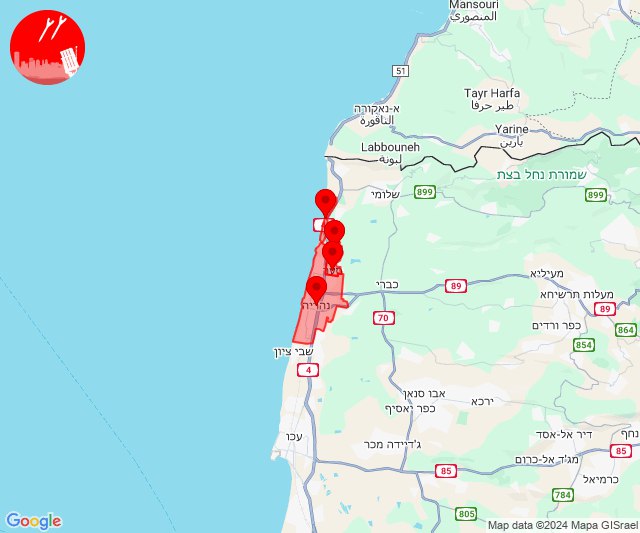 Mansouri
المنصوري
51
Tayr Harfa
طير حرفا
א-נאקורה
الناقورة
Yarine
يارين
Labbouneh
لبونة
שמורת נחל בצת
899
שלומי
899
מעיליא
כברי
89
מעלות תרשיחא
89
נהריה
70
כפר ורדים
864
854
שבי ציון
4
אבו סנאן
ירכא
כפר יאסיף
עכו
ג'דיידה מכר
דיר אל-אסד
נחף
85
מג'ד אל-כרום
85
85
כרמיאל
784
805
Google
Map data ©2024 Mapa GISrael